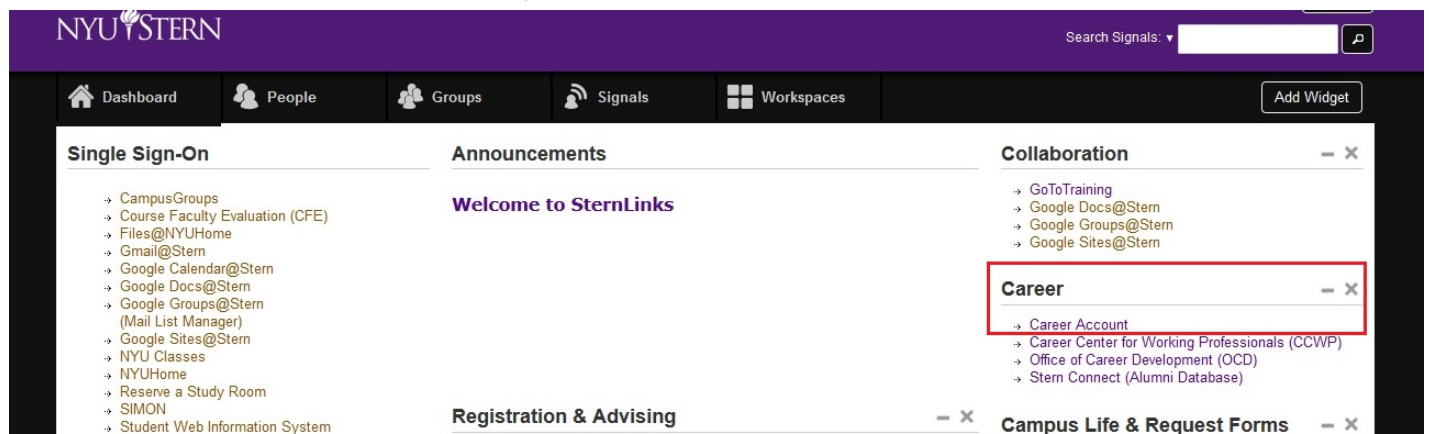 NYU STERN
Search Signals:
Dashboard
People
Groups
Signals
Workspaces
Add Widget
Single Sign-On
CampusGroups
Course Faculty Evaluation (CFE)
Files@NYUHome
Gmail@Stern
Google Calendar@Stern
Google Docs@Stern
Google Groups@Stern
(Mail List Manager)
Google Sites@Stern
NYU Classes
NYUHome
Reserve a Study Room
SIMON
Student Web Information System
Announcements
Welcome to SternLinks
Registration & Advising
Collaboration
GoToTraining
Google Docs@Stern
Google Groups@Stern
Google Sites@Stern
Career
Career Account
Career Center for Working Professionals (CCWP)
Office of Career Development (OCD)
Stern Connect (Alumni Database)
Campus Life & Request Forms